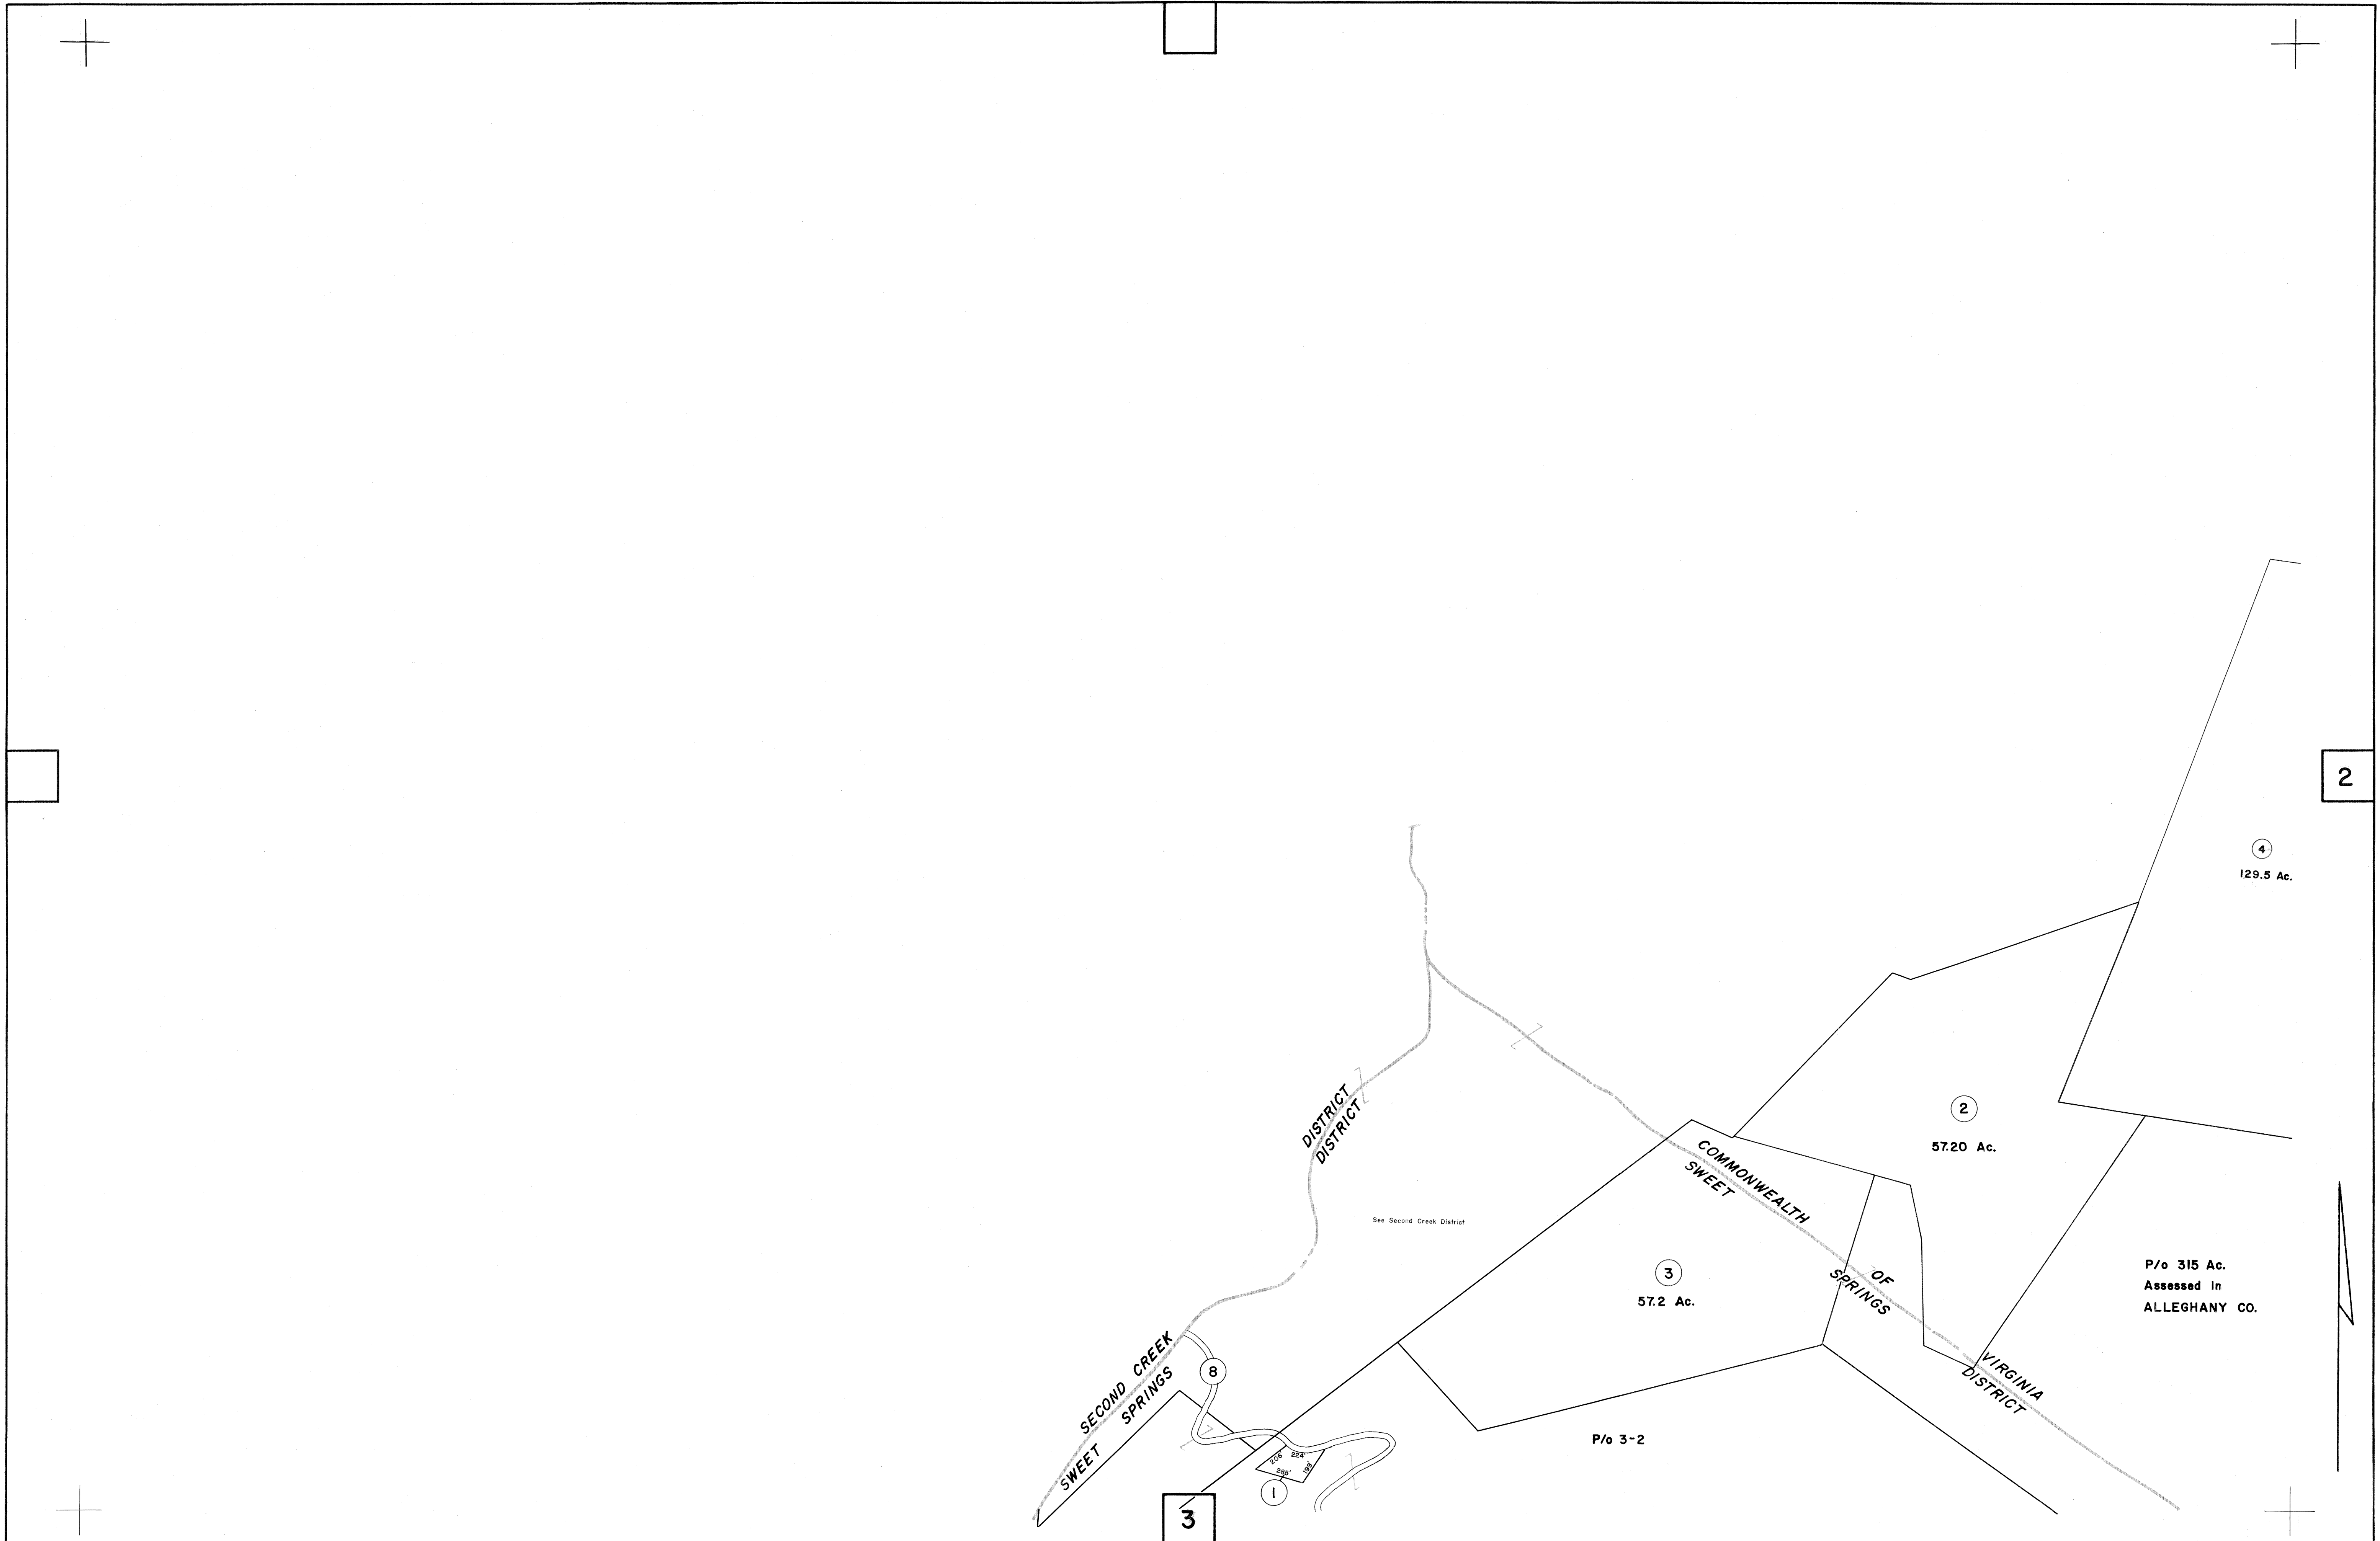 2
4
129.5 Ac.
DISTRICT
DISTRICT
2
57.20 Ac.
COMMONWEALTH OF VIRGINIA
SWEET SPRINGS DISTRICT
See Second Creek District
3
57.2 Ac.
P/o 315 Ac.
Assessed in
ALLEGHANY CO.
SECOND CREEK
SWEET SPRINGS
8
P/o 3-2
206'
224'
285'
199'
1
3